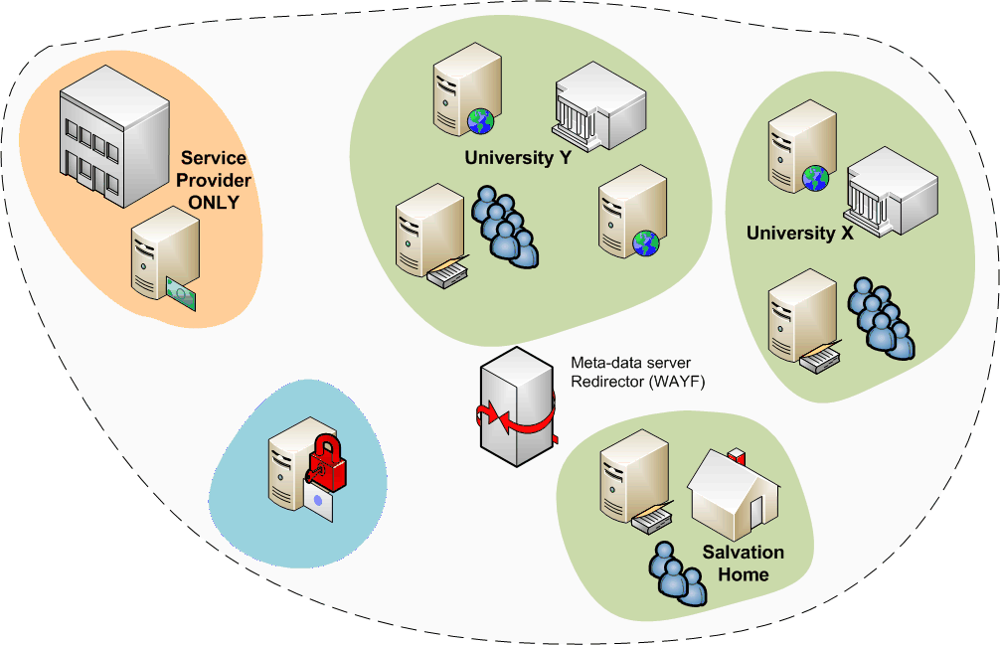 Service
Provider
ONLY
University Y
University X
Meta-data server
Redirector (WAYF)
Salvation
Home